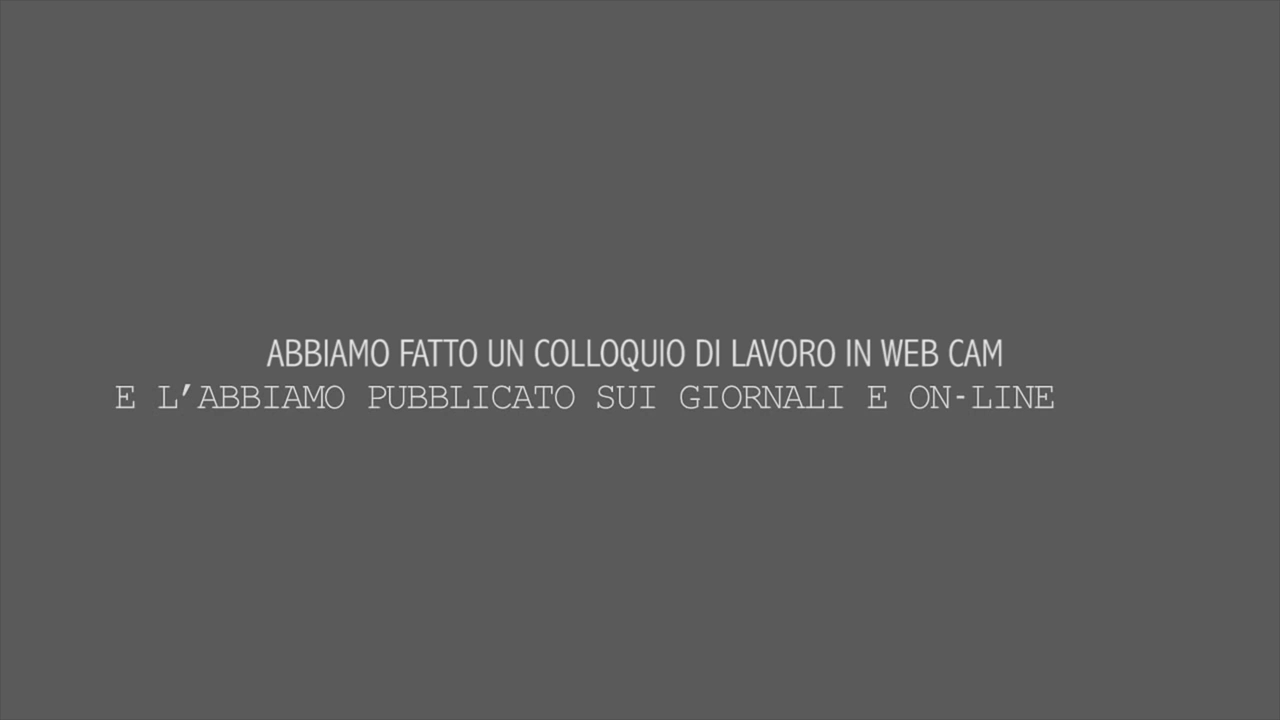 ABBIAMO FATTO UN COLLOQUIO DI LAVORO IN WEB CAM
E L'ABBIAMO PUBBLICATO SUI GIORNALI E ON-LINE